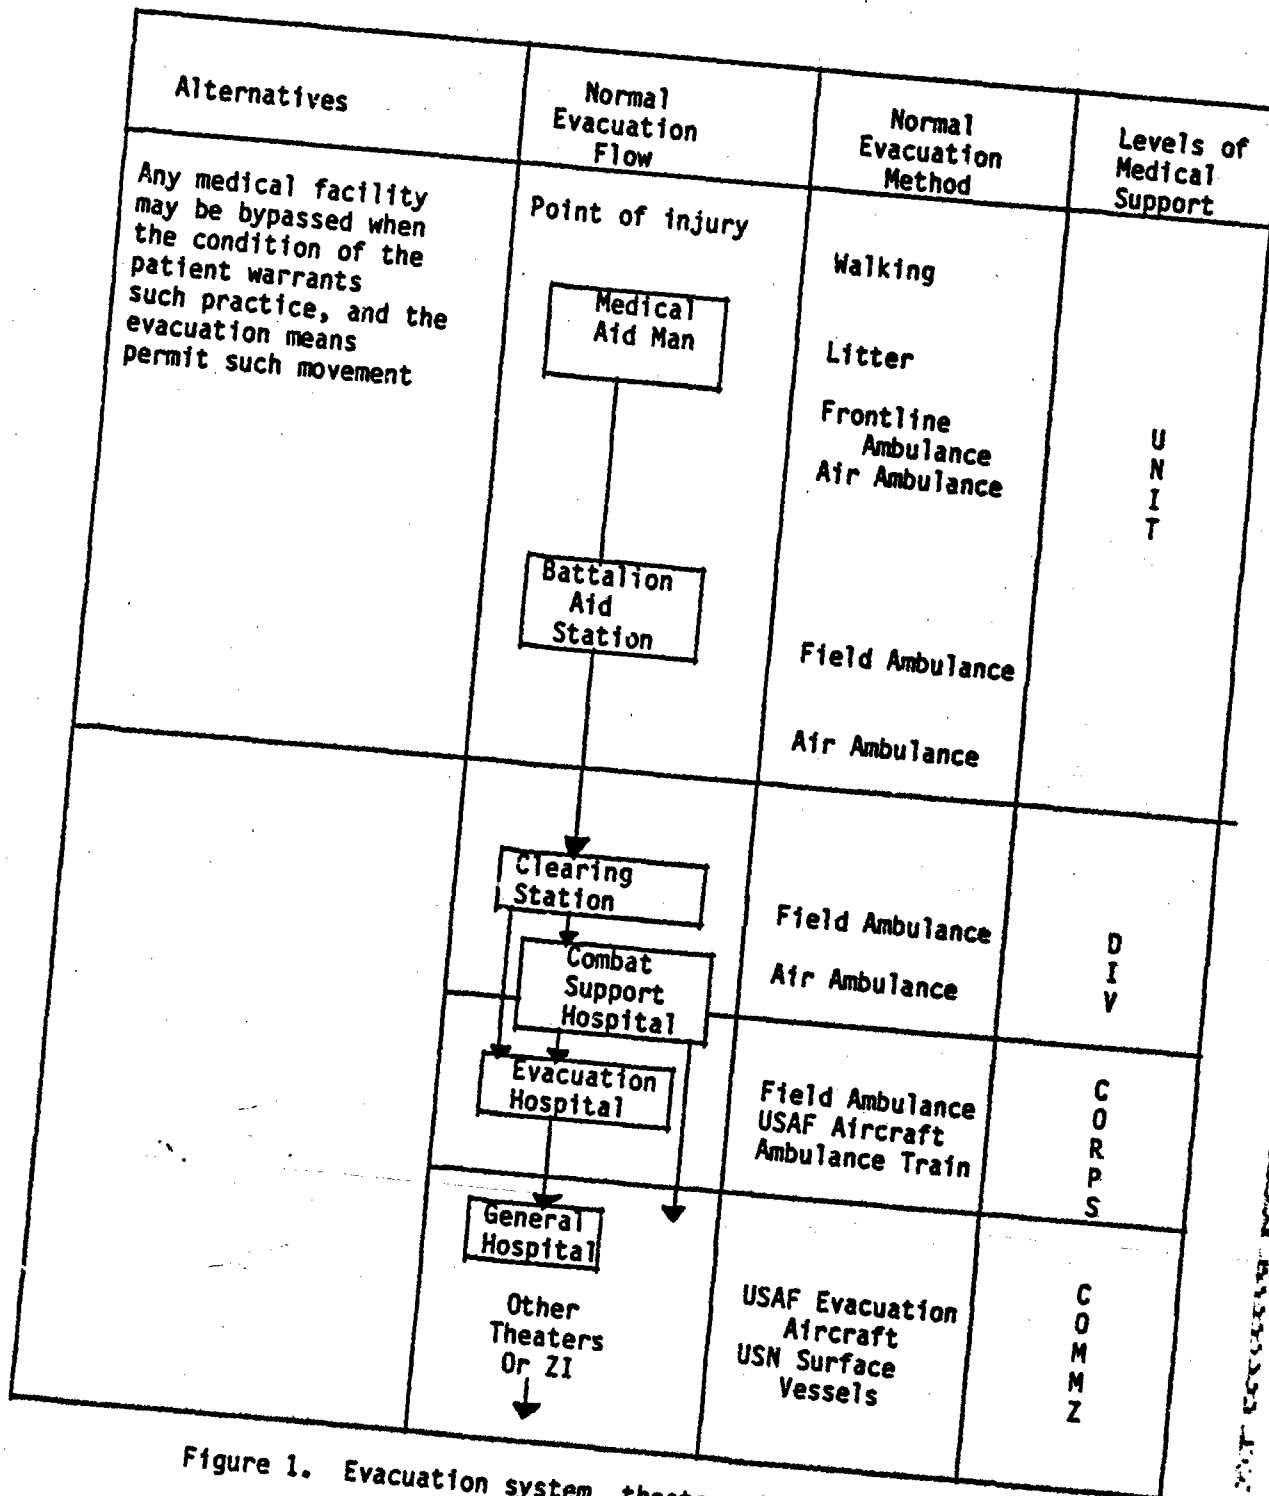 Alternatives
Normal
Evacuation
Flow
Normal
Evacuation
Method
Levels of
Medical
Support
Any medical facility
may be bypassed when
the condition of the
patient warrants
such practice, and the
evacuation means
permit such movement
Point of injury
Medical
Aid Man
Battalion
Aid
Station
Walking
Litter
Frontline
Ambulance
Air Ambulance
Field Ambulance
Air Ambulance
UNIT
Clearing
Station
Combat
Support
Hospital
Field Ambulance
Air Ambulance
DIV
Evacuation
Hospital
Field Ambulance
USAF Aircraft
Ambulance Train
CORPS
General
Hospital
Other
Theaters
Or ZI
USAF Evacuation
Aircraft
USN Surface
Vessels
COMMZ
Figure 1. Evacuation system